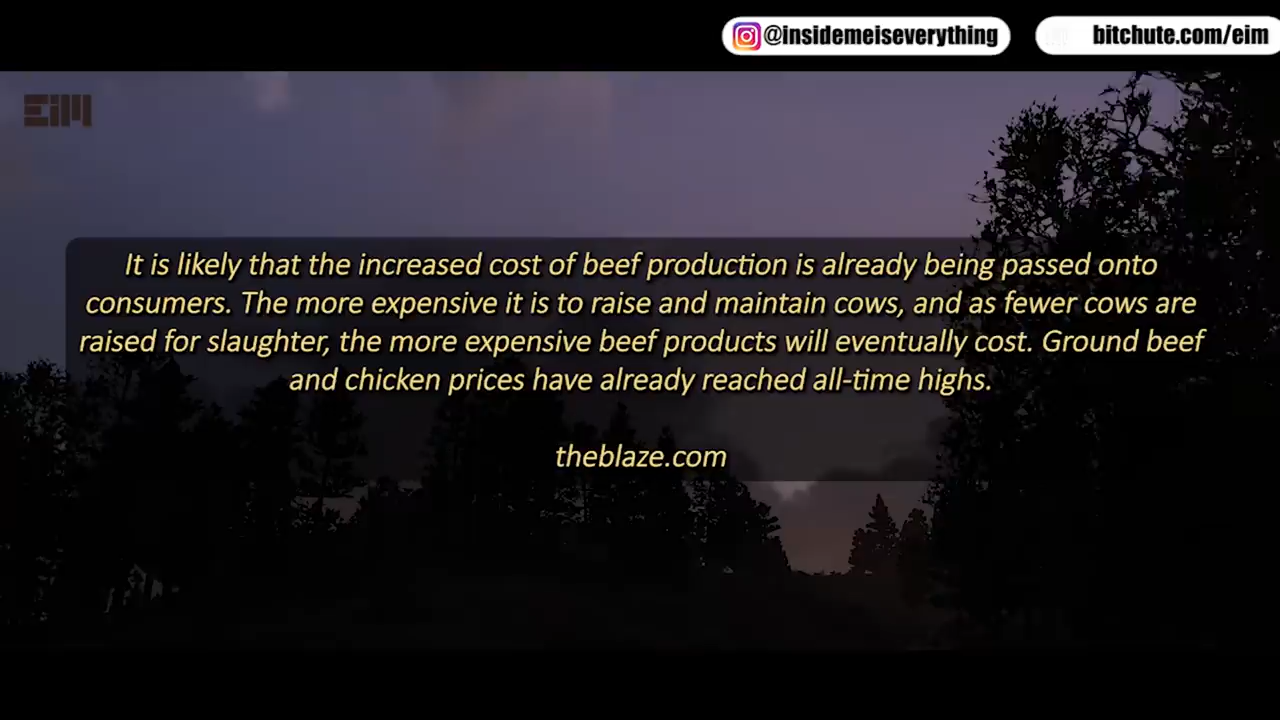 @insidemeiseverything
bitchute.com/eim
EiM
It is likely that the increased cost of beef production is already being passed onto
consumers. The more expensive it is to raise and maintain cows, and as fewer cows are
raised for slaughter, the more expensive beef products will eventually cost. Ground beef
and chicken prices have already reached all-time highs.
theblaze.com